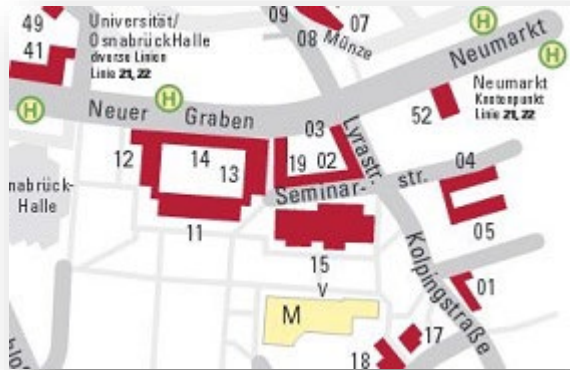 49
41
Universität/
OsnabrückHalle
diverse Linien
Linie 21, 22
09
07
08
Münze
H
H
H
H
Neumarkt
Neumarkt
Knotenpunkt
Linie 21, 22
Neuer Graben
52
03
Lyrastr.
12
14
13
19
02
04
Seminar- str.
nabrück-
Halle
11
15
V
M
05
Kolpingstraße
01
17
18